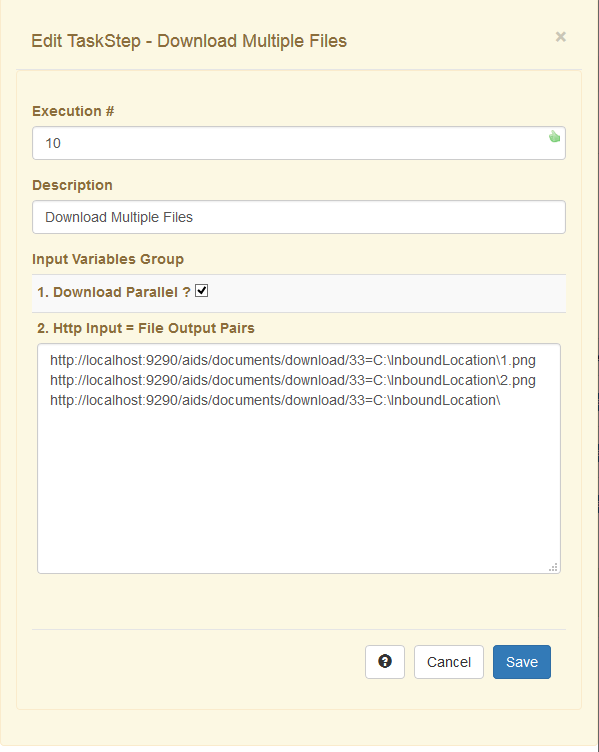 Edit TaskStep - Download Multiple Files ×
Execution #
10
Description
Download Multiple Files
Input Variables Group
1. Download Parallel ?
2. Http Input = File Output Pairs
http://localhost:9290/aids/documents/download/33=C:\InboundLocation\1.png
http://localhost:9290/aids/documents/download/33=C:\InboundLocation\2.png
http://localhost:9290/aids/documents/download/33=C:\InboundLocation\
? Cancel Save